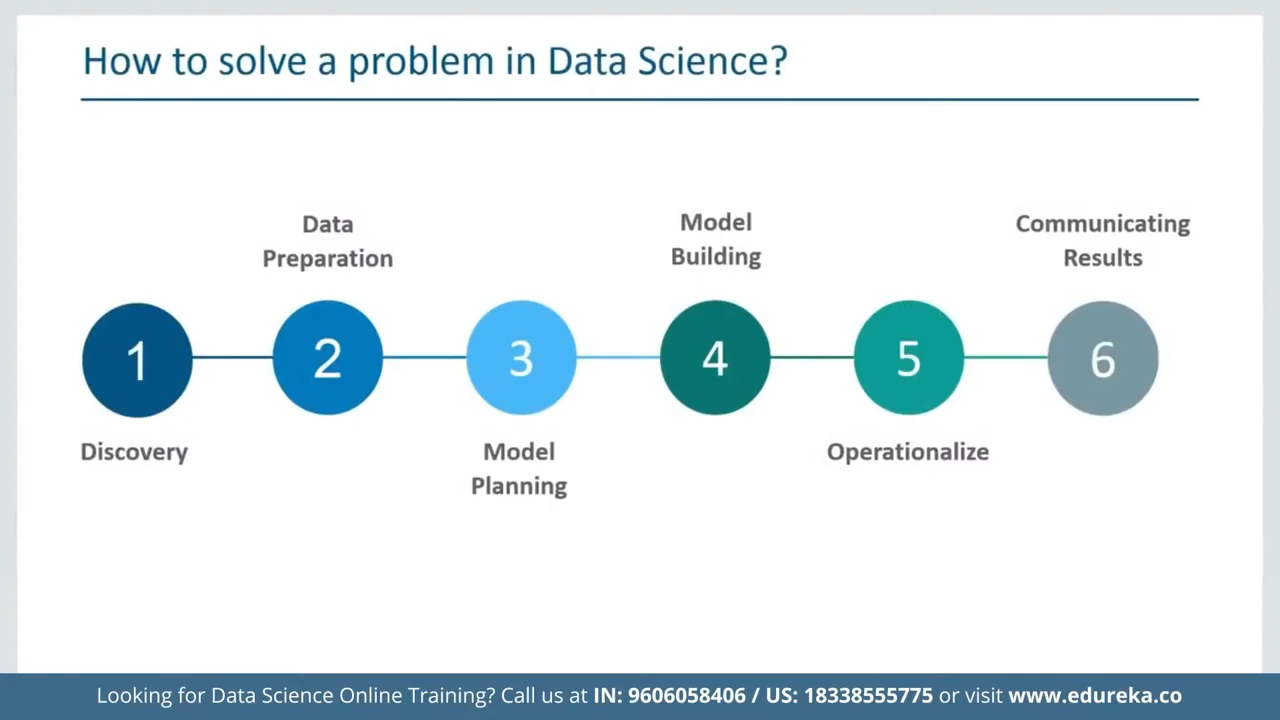 How to solve a problem in Data Science?
Data
Preparation
Model
Building
Communicating
Results
1
2
3
4
5
6
Discovery
Model
Planning
Operationalize
Looking for Data Science Online Training? Call us at IN: 9606058406 / US: 18338555775 or visit www.edureka.co